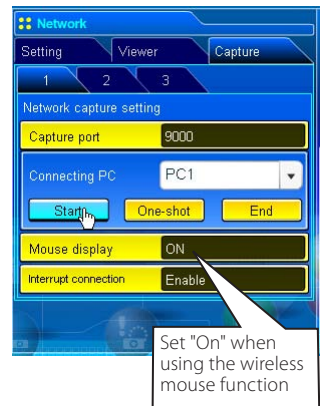 Network
Setting Viewer Capture
1 2 3
Network capture setting
Capture port 9000
Connecting PC PC1
Start One-shot End
Mouse display ON
Interrupt connection Enable
Set "On" when
using the wireless
mouse function